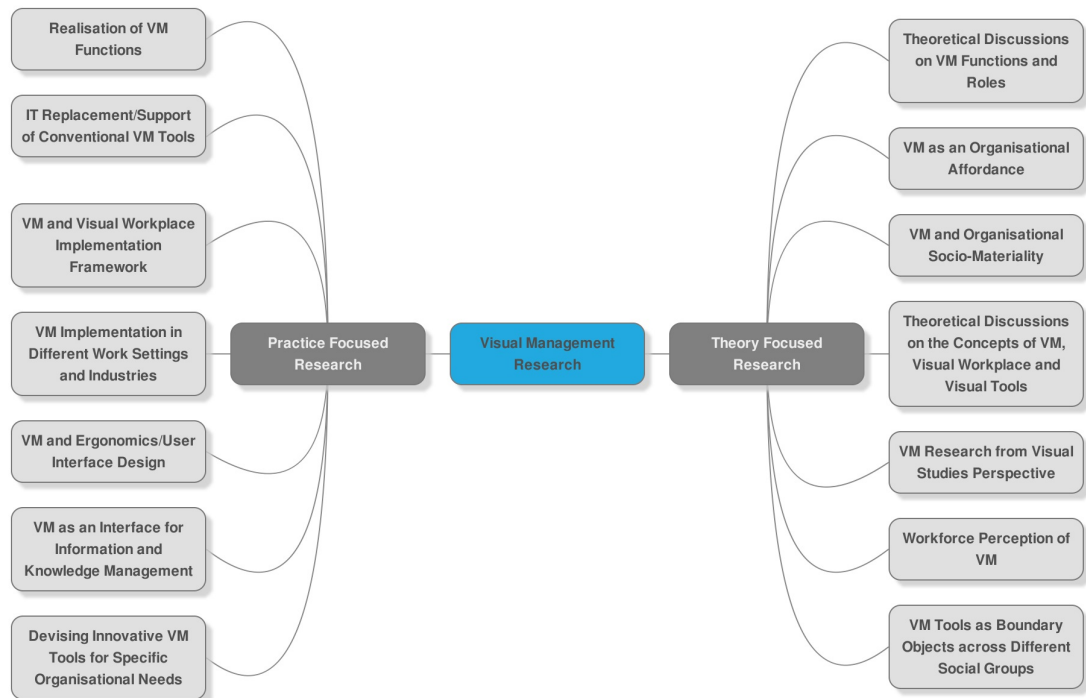 Realisation of VM
Functions
IT Replacement/Support
of Conventional VM Tools
VM and Visual Workplace
Implementation
Framework
VM Implementation in
Different Work Settings
and Industries
VM and Ergonomics/User
Interface Design
VM as an Interface for
Information and
Knowledge Management
Devising Innovative VM
Tools for Specific
Organisational Needs
Practice Focused
Research
Visual Management
Research
Theory Focused
Research
Theoretical Discussions
on VM Functions and
Roles
VM as an Organisational
Affordance
VM and Organisational
Socio-Materiality
Theoretical Discussions
on the Concepts of VM,
Visual Workplace and
Visual Tools
VM Research from Visual
Studies Perspective
Workforce Perception of
VM
VM Tools as Boundary
Objects across Different
Social Groups